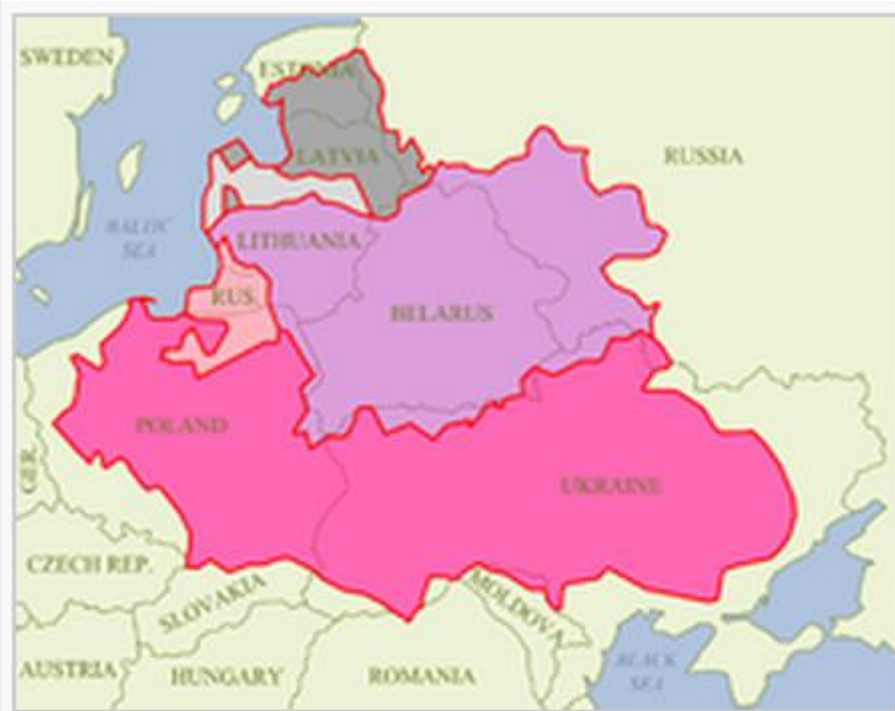 SWEDEN
ESTONIA
LATVIA
RUSSIA
BALTIC
SEA
LITHUANIA
RUS.
BELARUS
POLAND
GER.
UKRAINE
CZECH REP.
SLOVAKIA
MOLDOVA
AUSTRIA
HUNGARY
ROMANIA
BLACK
SEA